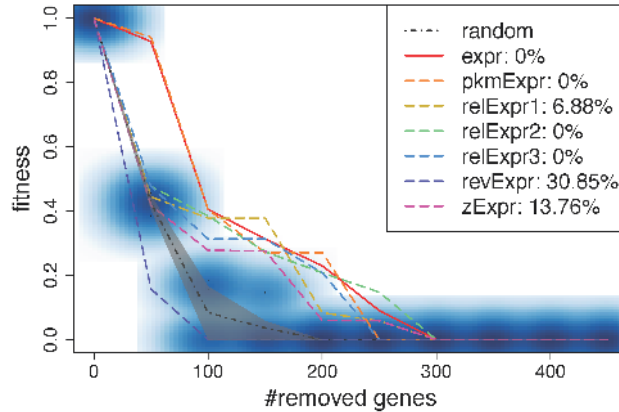 random
expr: 0%
pkmExpr: 0%
relExpr1: 6.88%
relExpr2: 0%
relExpr3: 0%
revExpr: 30.85%
zExpr: 13.76%
fitness
1.0
0.8
0.6
0.4
0.2
0.0
0 100 200 300 400
#removed genes